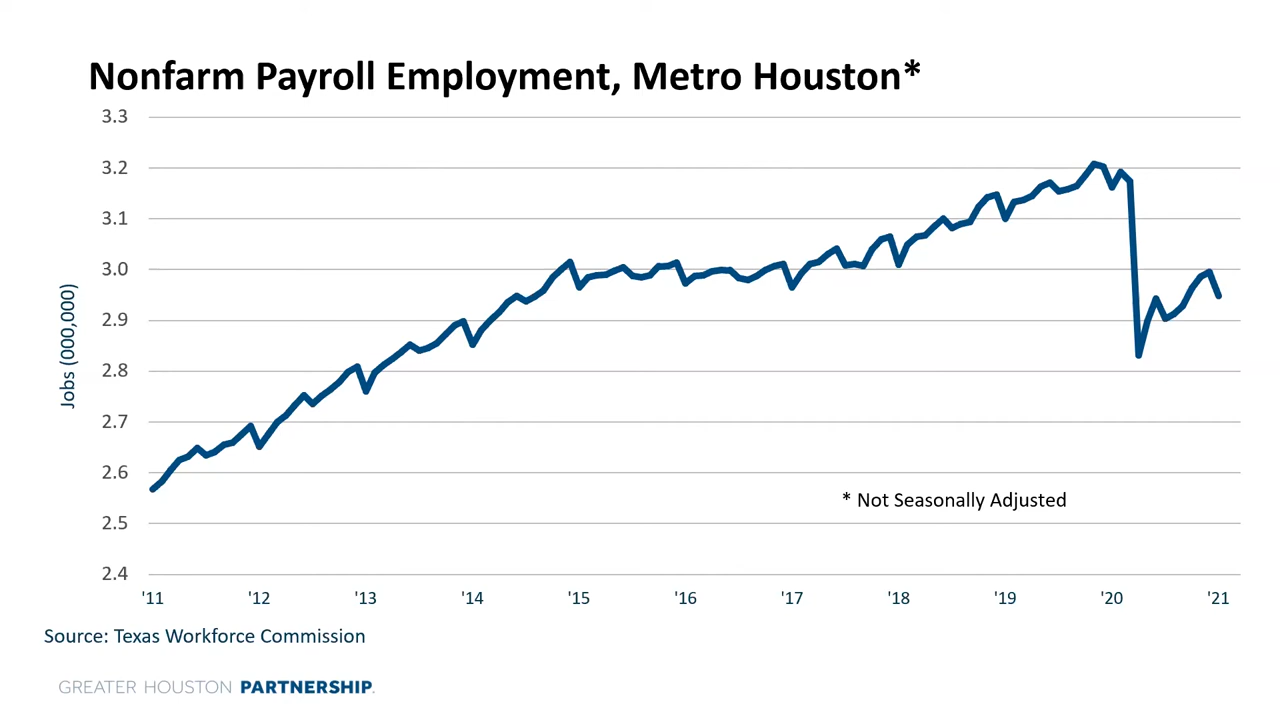 Nonfarm Payroll Employment, Metro Houston*
3.3
3.2
3.1
3.0
2.9
2.8
2.7
2.6
2.5
2.4
Jobs (000,000)
* Not Seasonally Adjusted
'11 '12 '13 '14 '15 '16 '17 '18 '19 '20 '21
Source: Texas Workforce Commission
GREATER HOUSTON PARTNERSHIP.